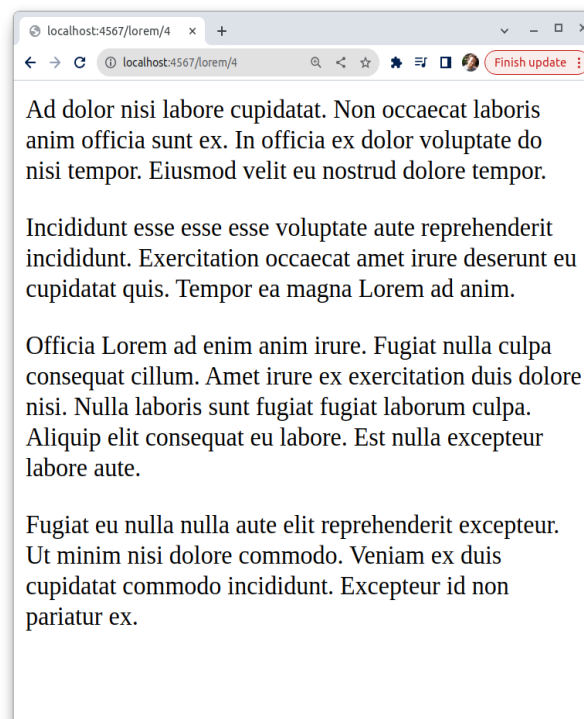 localhost:4567/lorem/4
localhost:4567/lorem/4
Finish update
Ad dolor nisi labore cupidatat. Non occaecat laboris
anim officia sunt ex. In officia ex dolor voluptate do
nisi tempor. Eiusmod velit eu nostrud dolore tempor.
Incididunt esse esse esse voluptate aute reprehenderit
incididunt. Exercitation occaecat amet irure deserunt eu
cupidatat quis. Tempor ea magna Lorem ad anim.
Officia Lorem ad enim anim irure. Fugiat nulla culpa
consequat cillum. Amet irure ex exercitation duis dolore
nisi. Nulla laboris sunt fugiat fugiat laborum culpa.
Aliquip elit consequat eu labore. Est nulla excepteur
labore aute.
Fugiat eu nulla nulla aute elit reprehenderit excepteur.
Ut minim nisi dolore commodo. Veniam ex duis
cupidatat commodo incididunt. Excepteur id non
pariatur ex.